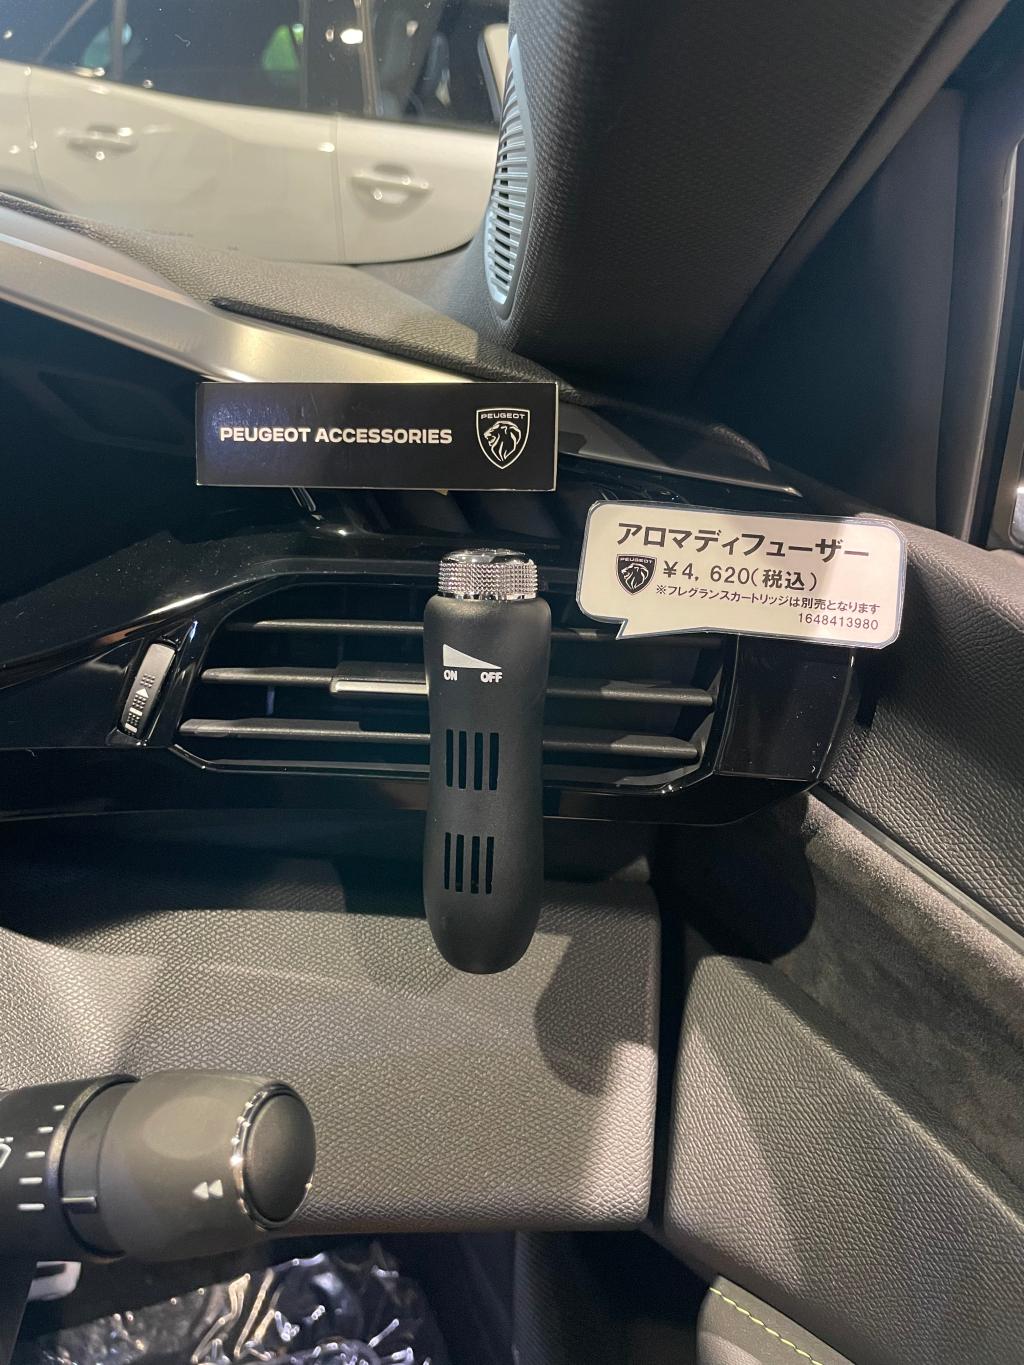 PEUGEOT ACCESSORIES
PEUGEOT
アロマディフューザー
PEUGEOT
¥4,620(税込)
※フレグランスカートリッジは別売となります
1648413980
ON OFF